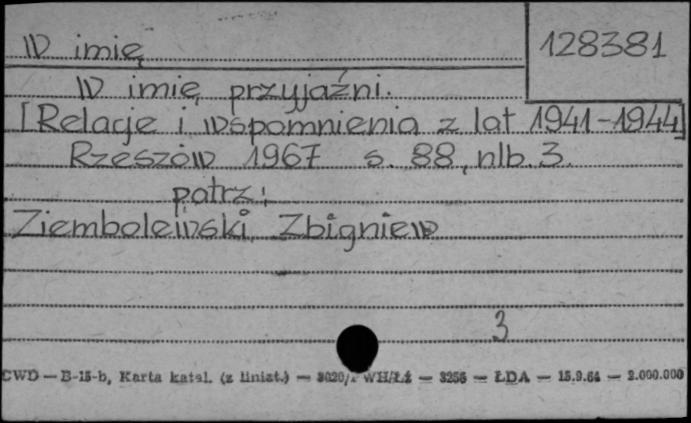 W imię
128381
W imię przyjaźni.
[Relacje i wspomnienia z lat 1941-1944]
Rzeszów 1967 s. 88, nlb. 3.
patrz:
Ziembolewski Zbigniew
3
CWD — B-15-b, Karta katal. (z liniat.) — WH/Łź — 3256 — ŁDA — 15.9.64 — 2.000.000